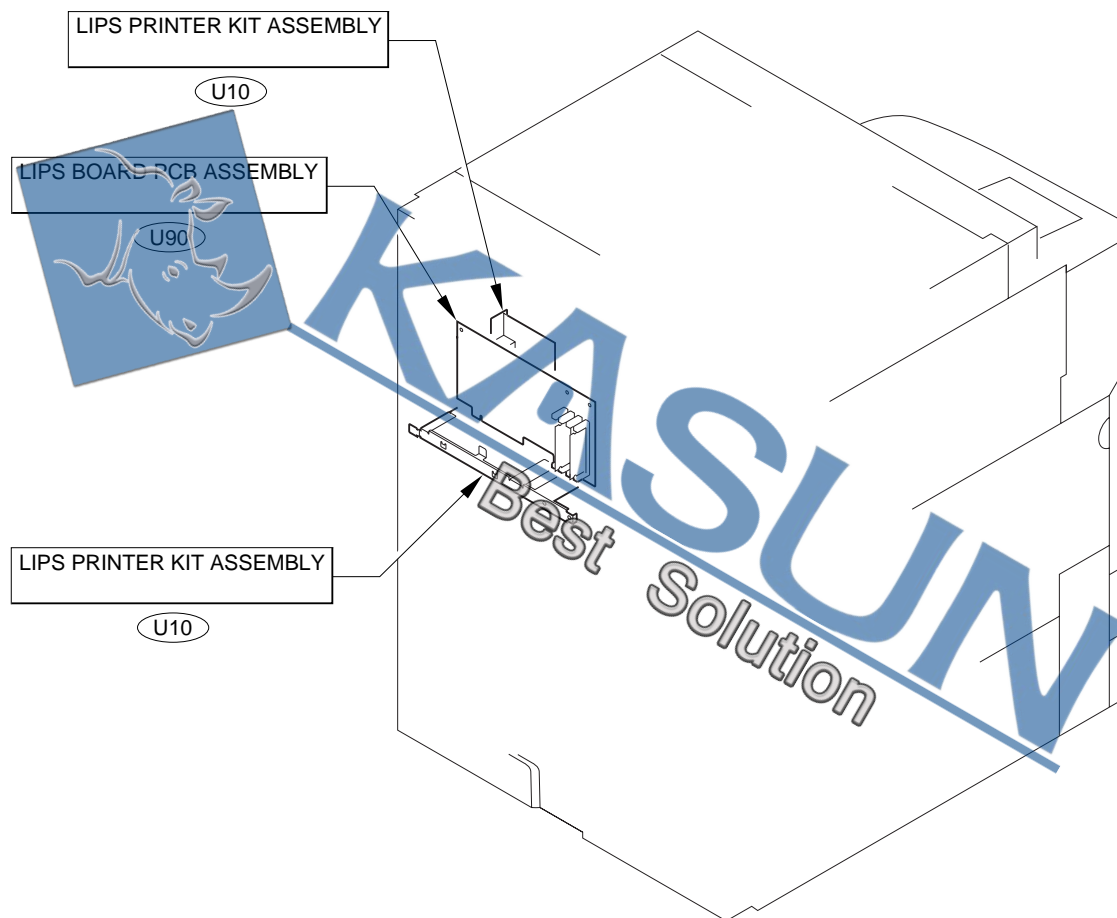 LIPS PRINTER KIT ASSEMBLY
U10
LIPS BOARD PCB ASSEMBLY
U90
KASUN
Best Solution
LIPS PRINTER KIT ASSEMBLY
U10